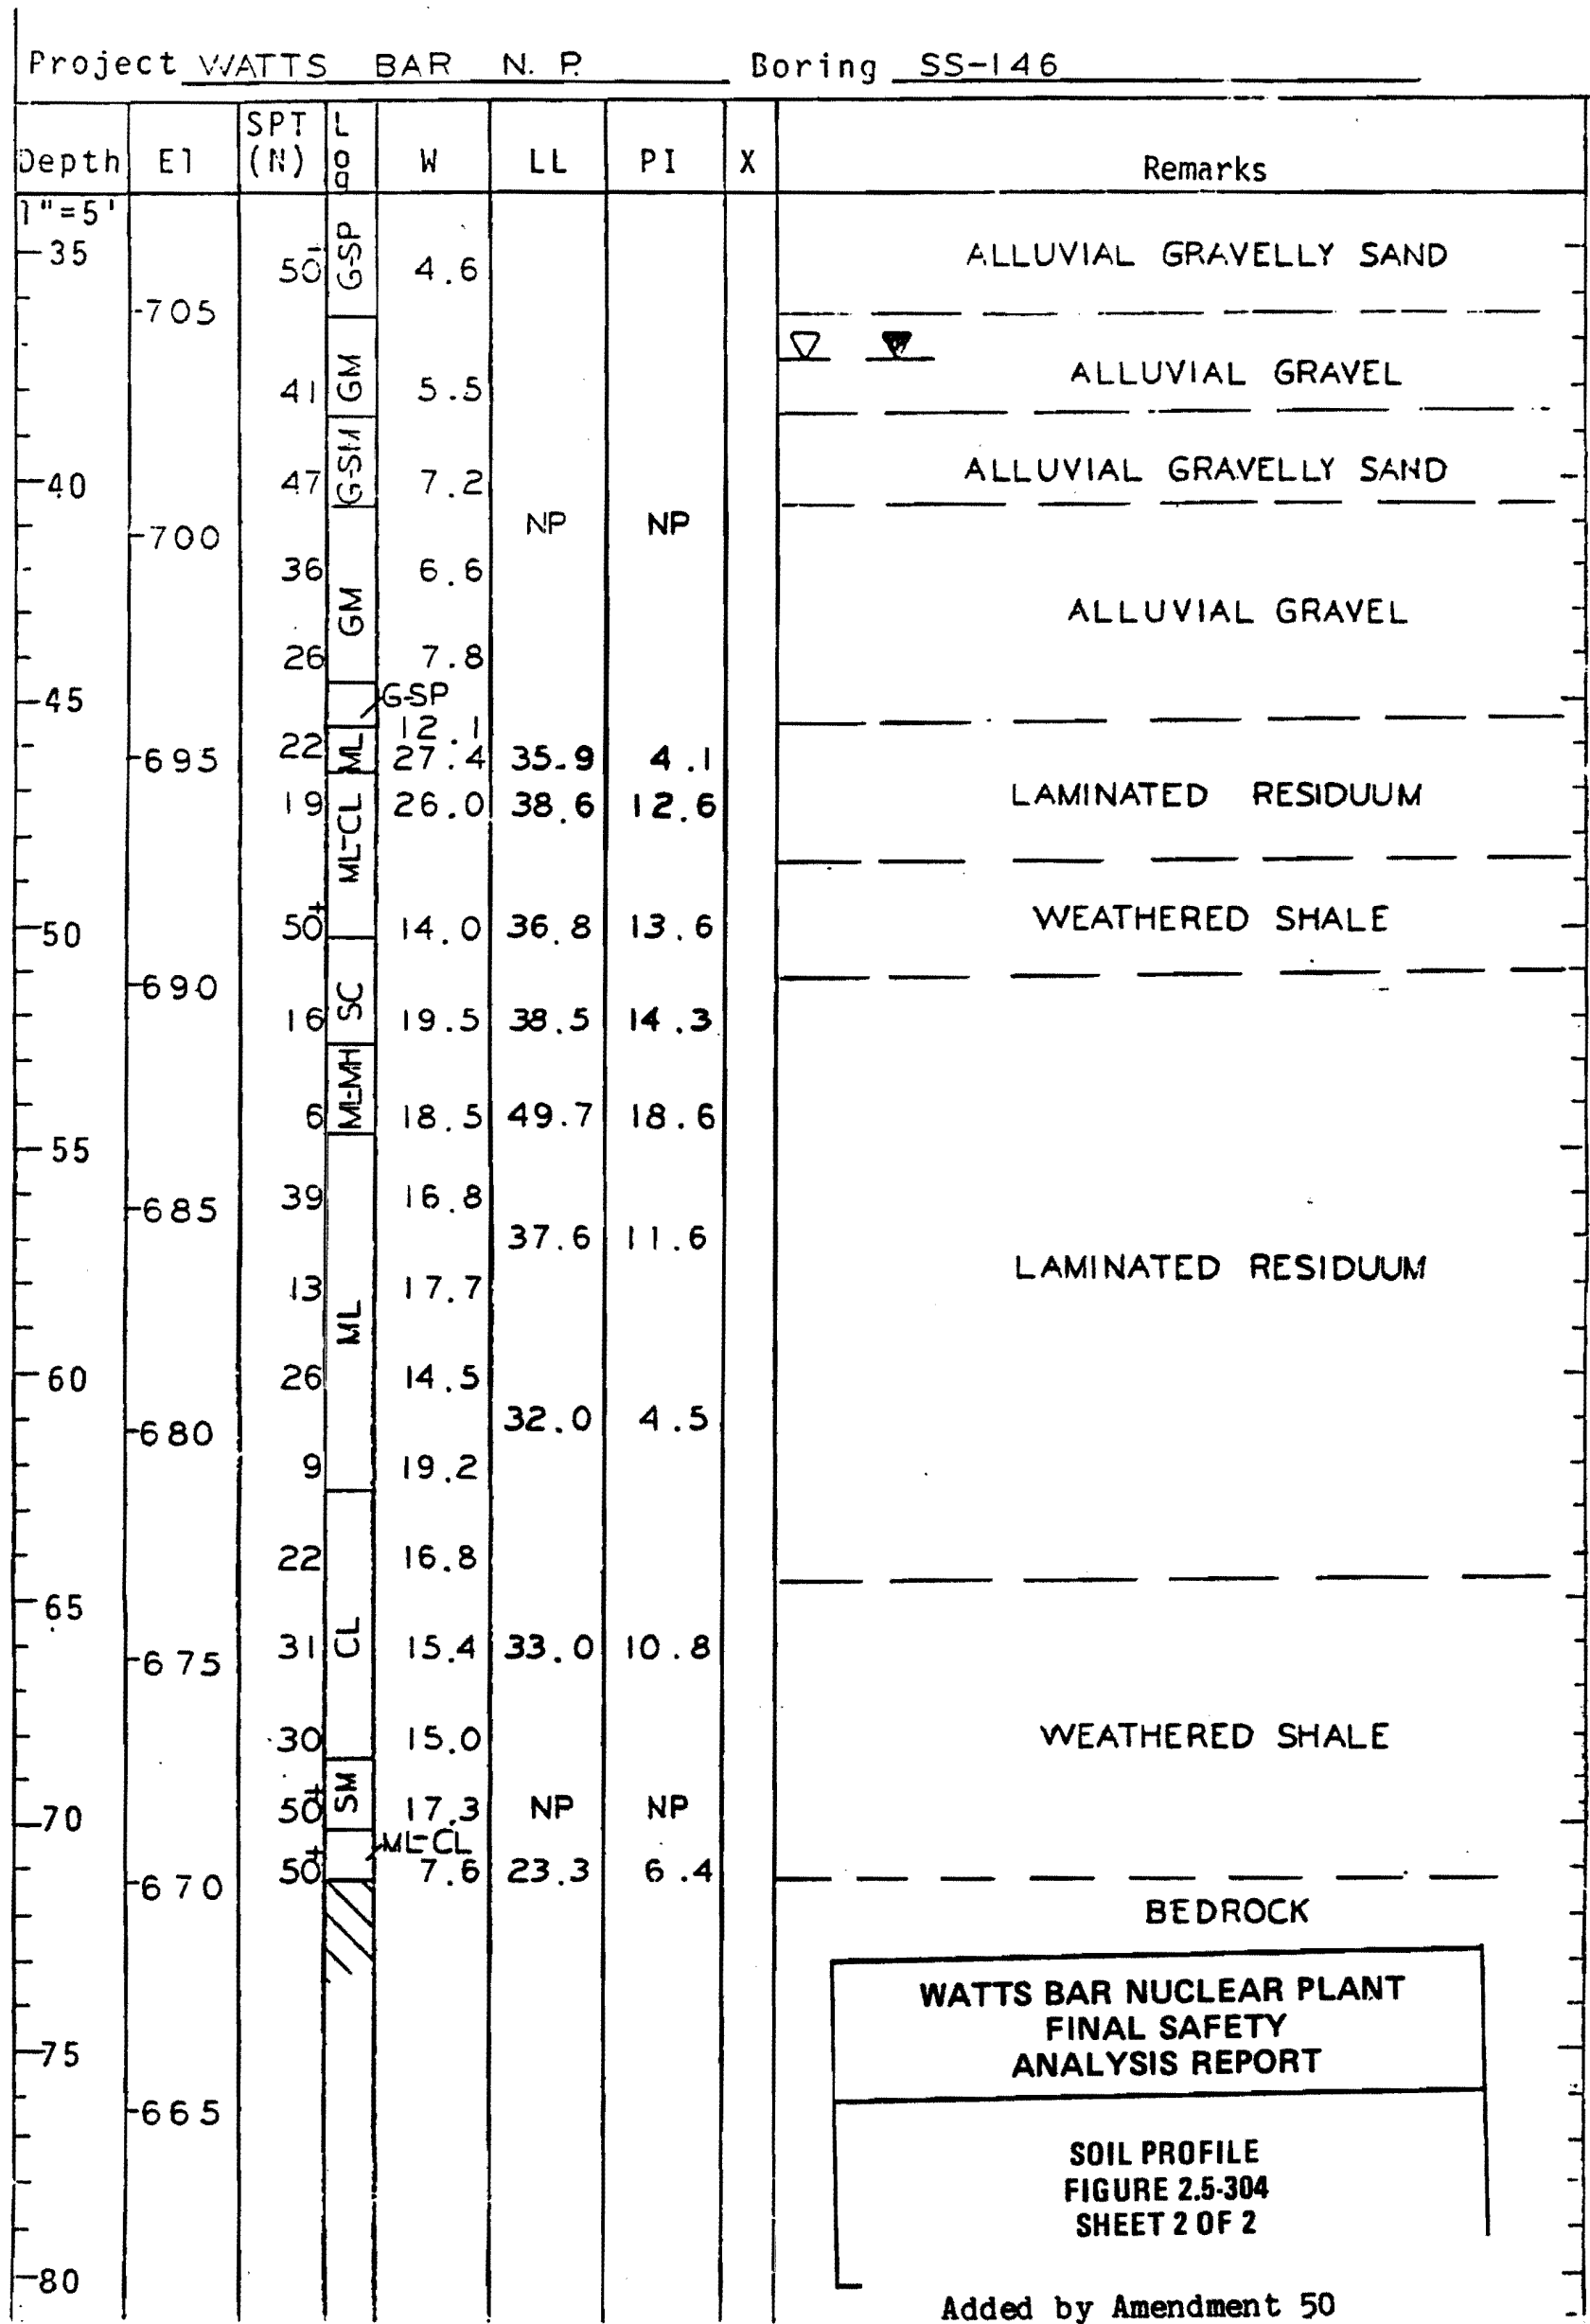 Project WATTS BAR N. P. Boring SS-146
Depth El SPT (N) Log W LL PI X Remarks
1"=5'
35 50 G-SP 4.6 ALLUVIAL GRAVELLY SAND
705
41 GM 5.5 ALLUVIAL GRAVEL
40 47 G-SM 7.2 ALLUVIAL GRAVELLY SAND
700 NP NP
36 6.6
GM ALLUVIAL GRAVEL
26 7.8
45 G-SP
12.1
695 22 ML 27.4 35.9 4.1
19 ML-CL 26.0 38.6 12.6 LAMINATED RESIDUUM
50 50+ 14.0 36.8 13.6 WEATHERED SHALE
690
16 SC 19.5 38.5 14.3
6 ML-MH 18.5 49.7 18.6
55
685 39 16.8
37.6 11.6
LAMINATED RESIDUUM
13 ML 17.7
60 26 14.5
680 32.0 4.5
9 19.2
22 16.8
65
675 31 CL 15.4 33.0 10.8
30 15.0 WEATHERED SHALE
70 50+ SM 17.3 NP NP
ML-CL
670 50+ 7.6 23.3 6.4
BEDROCK
WATTS BAR NUCLEAR PLANT
FINAL SAFETY
75 ANALYSIS REPORT
665
SOIL PROFILE
FIGURE 2.5-304
SHEET 2 OF 2
80
Added by Amendment 50